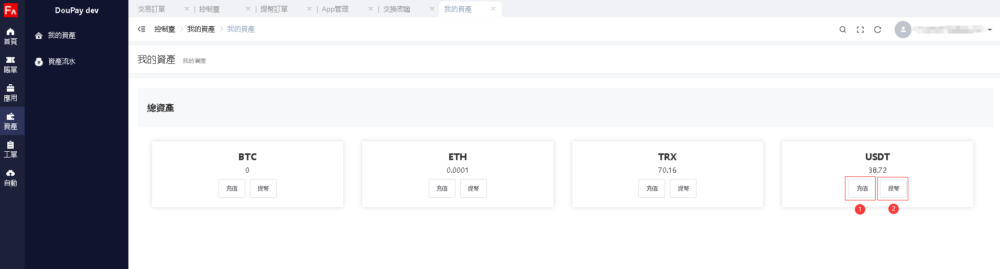 FA
DouPay dev
首頁
賬單
應用
資產
工單
自動
我的資產
資產流水
交易訂單
控制臺
提幣訂單
App管理
交換密鑰
我的資產
控制臺 > 我的資產 > 我的資產
我的資產 我的資產
總資產
BTC
0
充值 提幣
ETH
0.0001
充值 提幣
TRX
70.16
充值 提幣
USDT
38.72
充值 提幣
1 2